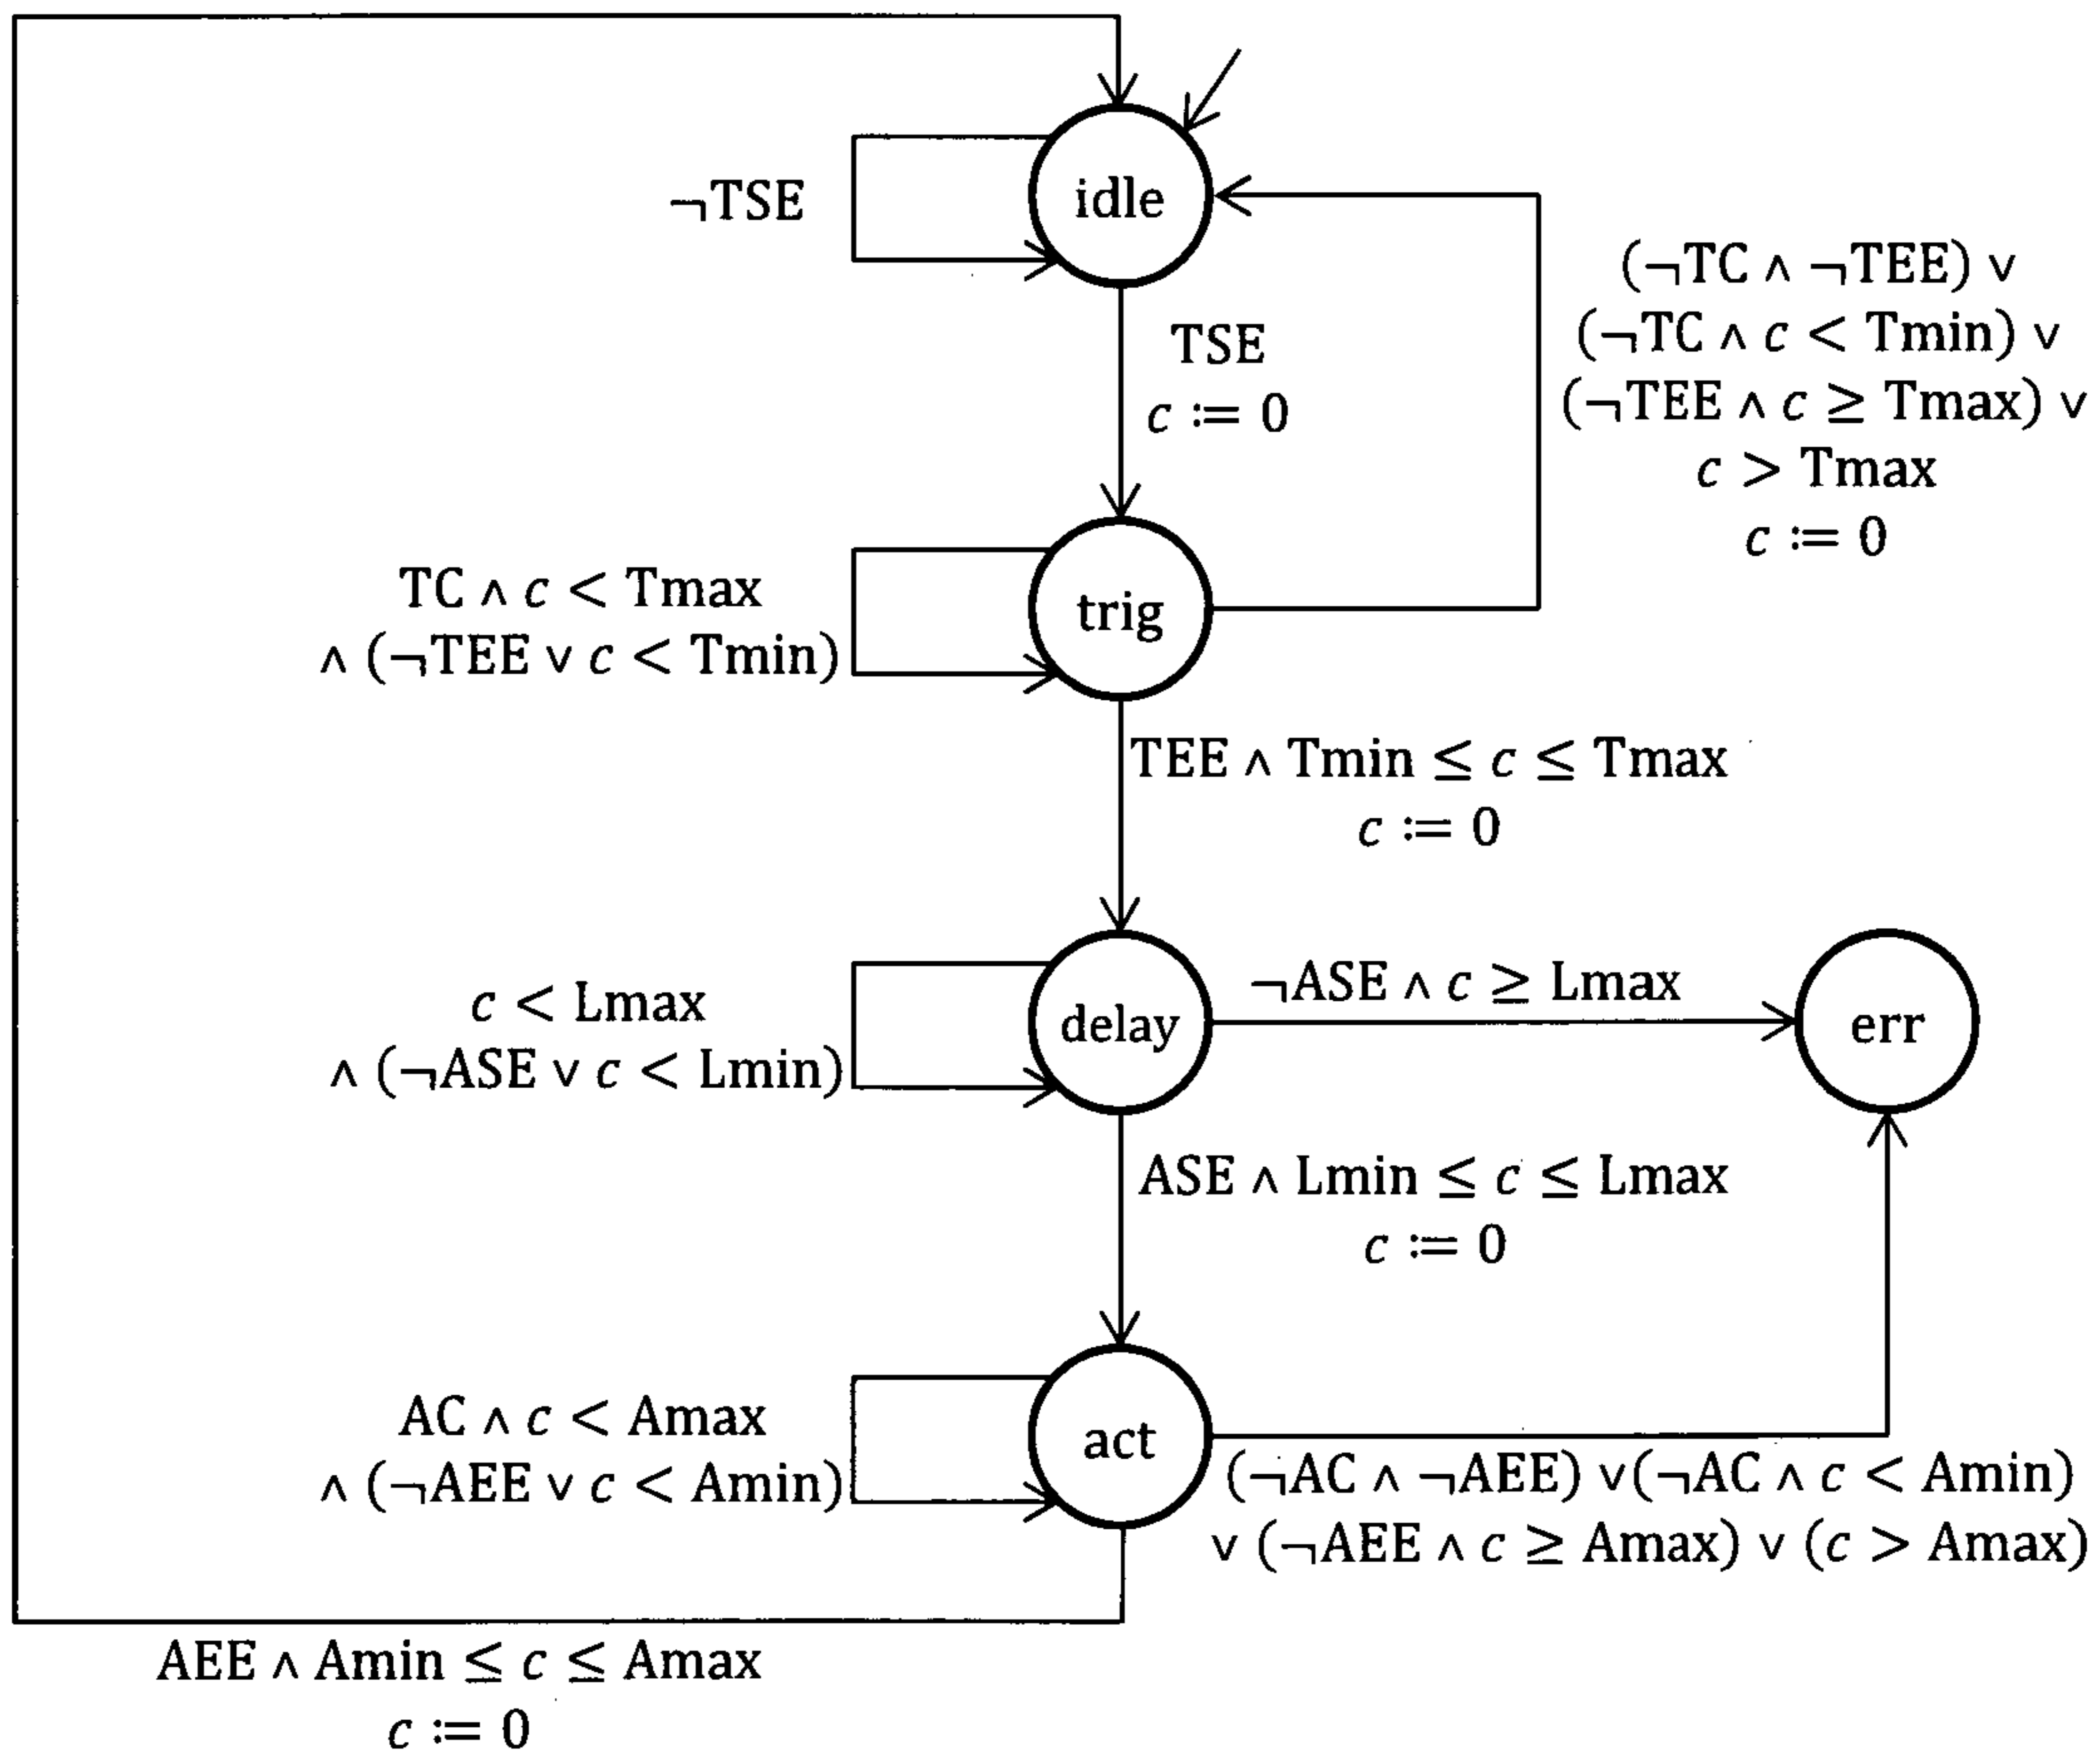 idle
¬TSE
(¬TC ∧ ¬TEE) ∨
(¬TC ∧ c < Tmin) ∨
(¬TEE ∧ c ≥ Tmax) ∨
c > Tmax
c := 0
TSE
c := 0
TC ∧ c < Tmax
∧ (¬TEE ∨ c < Tmin)
trig
TEE ∧ Tmin ≤ c ≤ Tmax
c := 0
c < Lmax
∧ (¬ASE ∨ c < Lmin)
delay
¬ASE ∧ c ≥ Lmax
err
ASE ∧ Lmin ≤ c ≤ Lmax
c := 0
AC ∧ c < Amax
∧ (¬AEE ∨ c < Amin)
act
(¬AC ∧ ¬AEE) ∨(¬AC ∧ c < Amin)
∨ (¬AEE ∧ c ≥ Amax) ∨ (c > Amax)
AEE ∧ Amin ≤ c ≤ Amax
c := 0